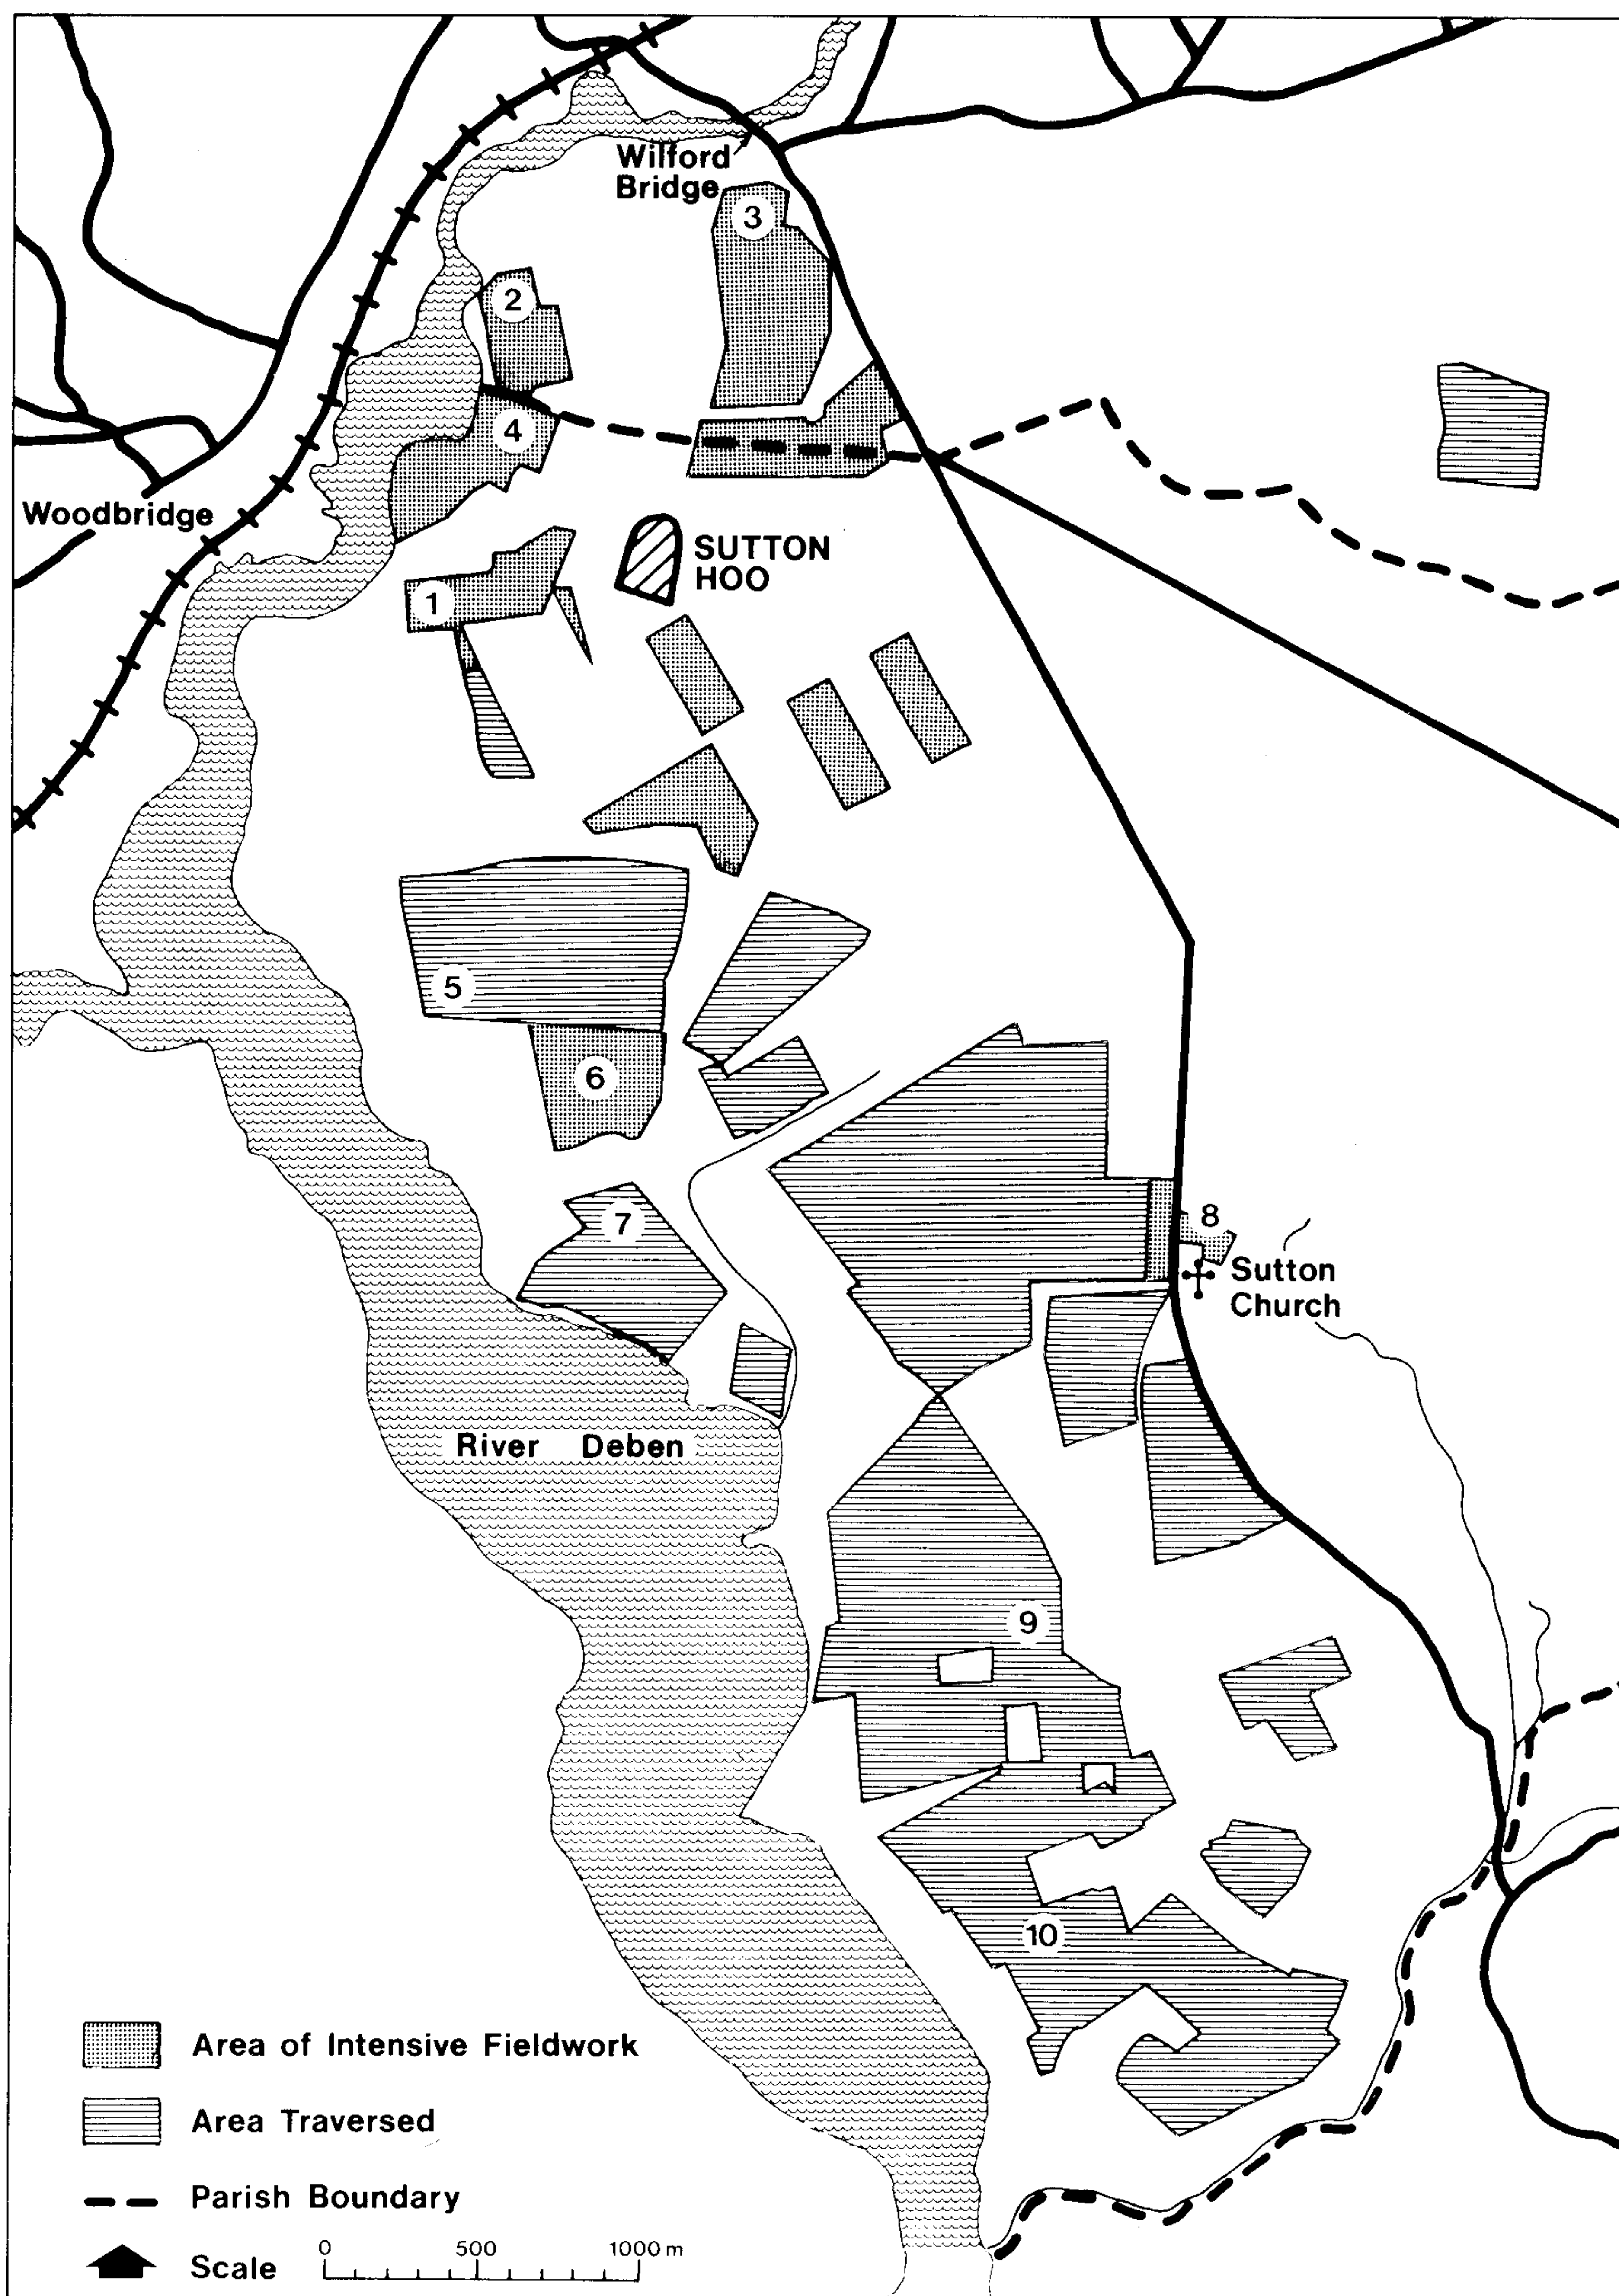 Wilford
Bridge
3
2
4
Woodbridge
SUTTON
HOO
1
5
6
7
8
Sutton
Church
River Deben
9
10
Area of Intensive Fieldwork
Area Traversed
Parish Boundary
0 500 1000 m
Scale